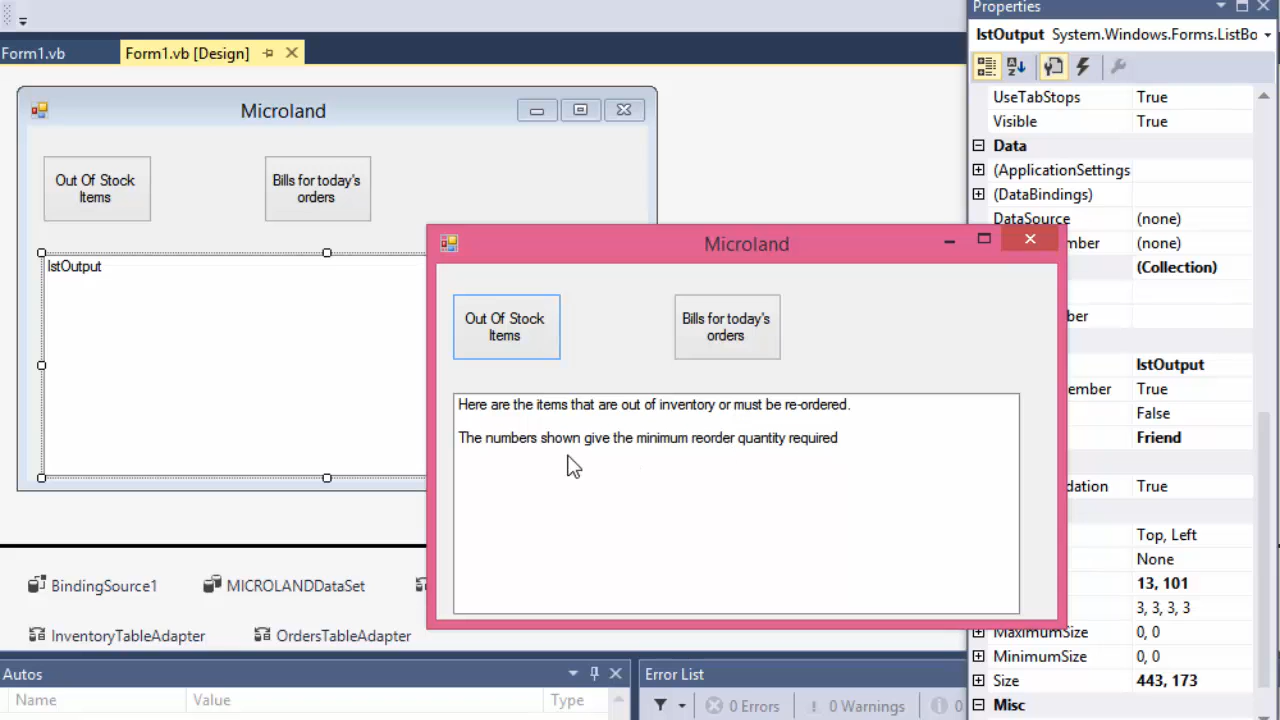 Properties
lstOutput System.Windows.Forms.ListBo
Form1.vb
Form1.vb [Design]
UseTabStops True
Visible True
Data
(ApplicationSettings
(DataBindings)
DataSource (none)
mber (none)
(Collection)
mber
lstOutput
ember True
False
Friend
dation True
Top, Left
None
13, 101
3, 3, 3, 3
MaximumSize 0, 0
MinimumSize 0, 0
Size 443, 173
Misc
Microland
Out Of Stock
Items
Bills for today's
orders
lstOutput
Microland
Out Of Stock
Items
Bills for today's
orders
Here are the items that are out of inventory or must be re-ordered.
The numbers shown give the minimum reorder quantity required
BindingSource1 MICROLANDDataSet
InventoryTableAdapter OrdersTableAdapter
Autos
Name Value Type
Error List
0 Errors 0 Warnings 0